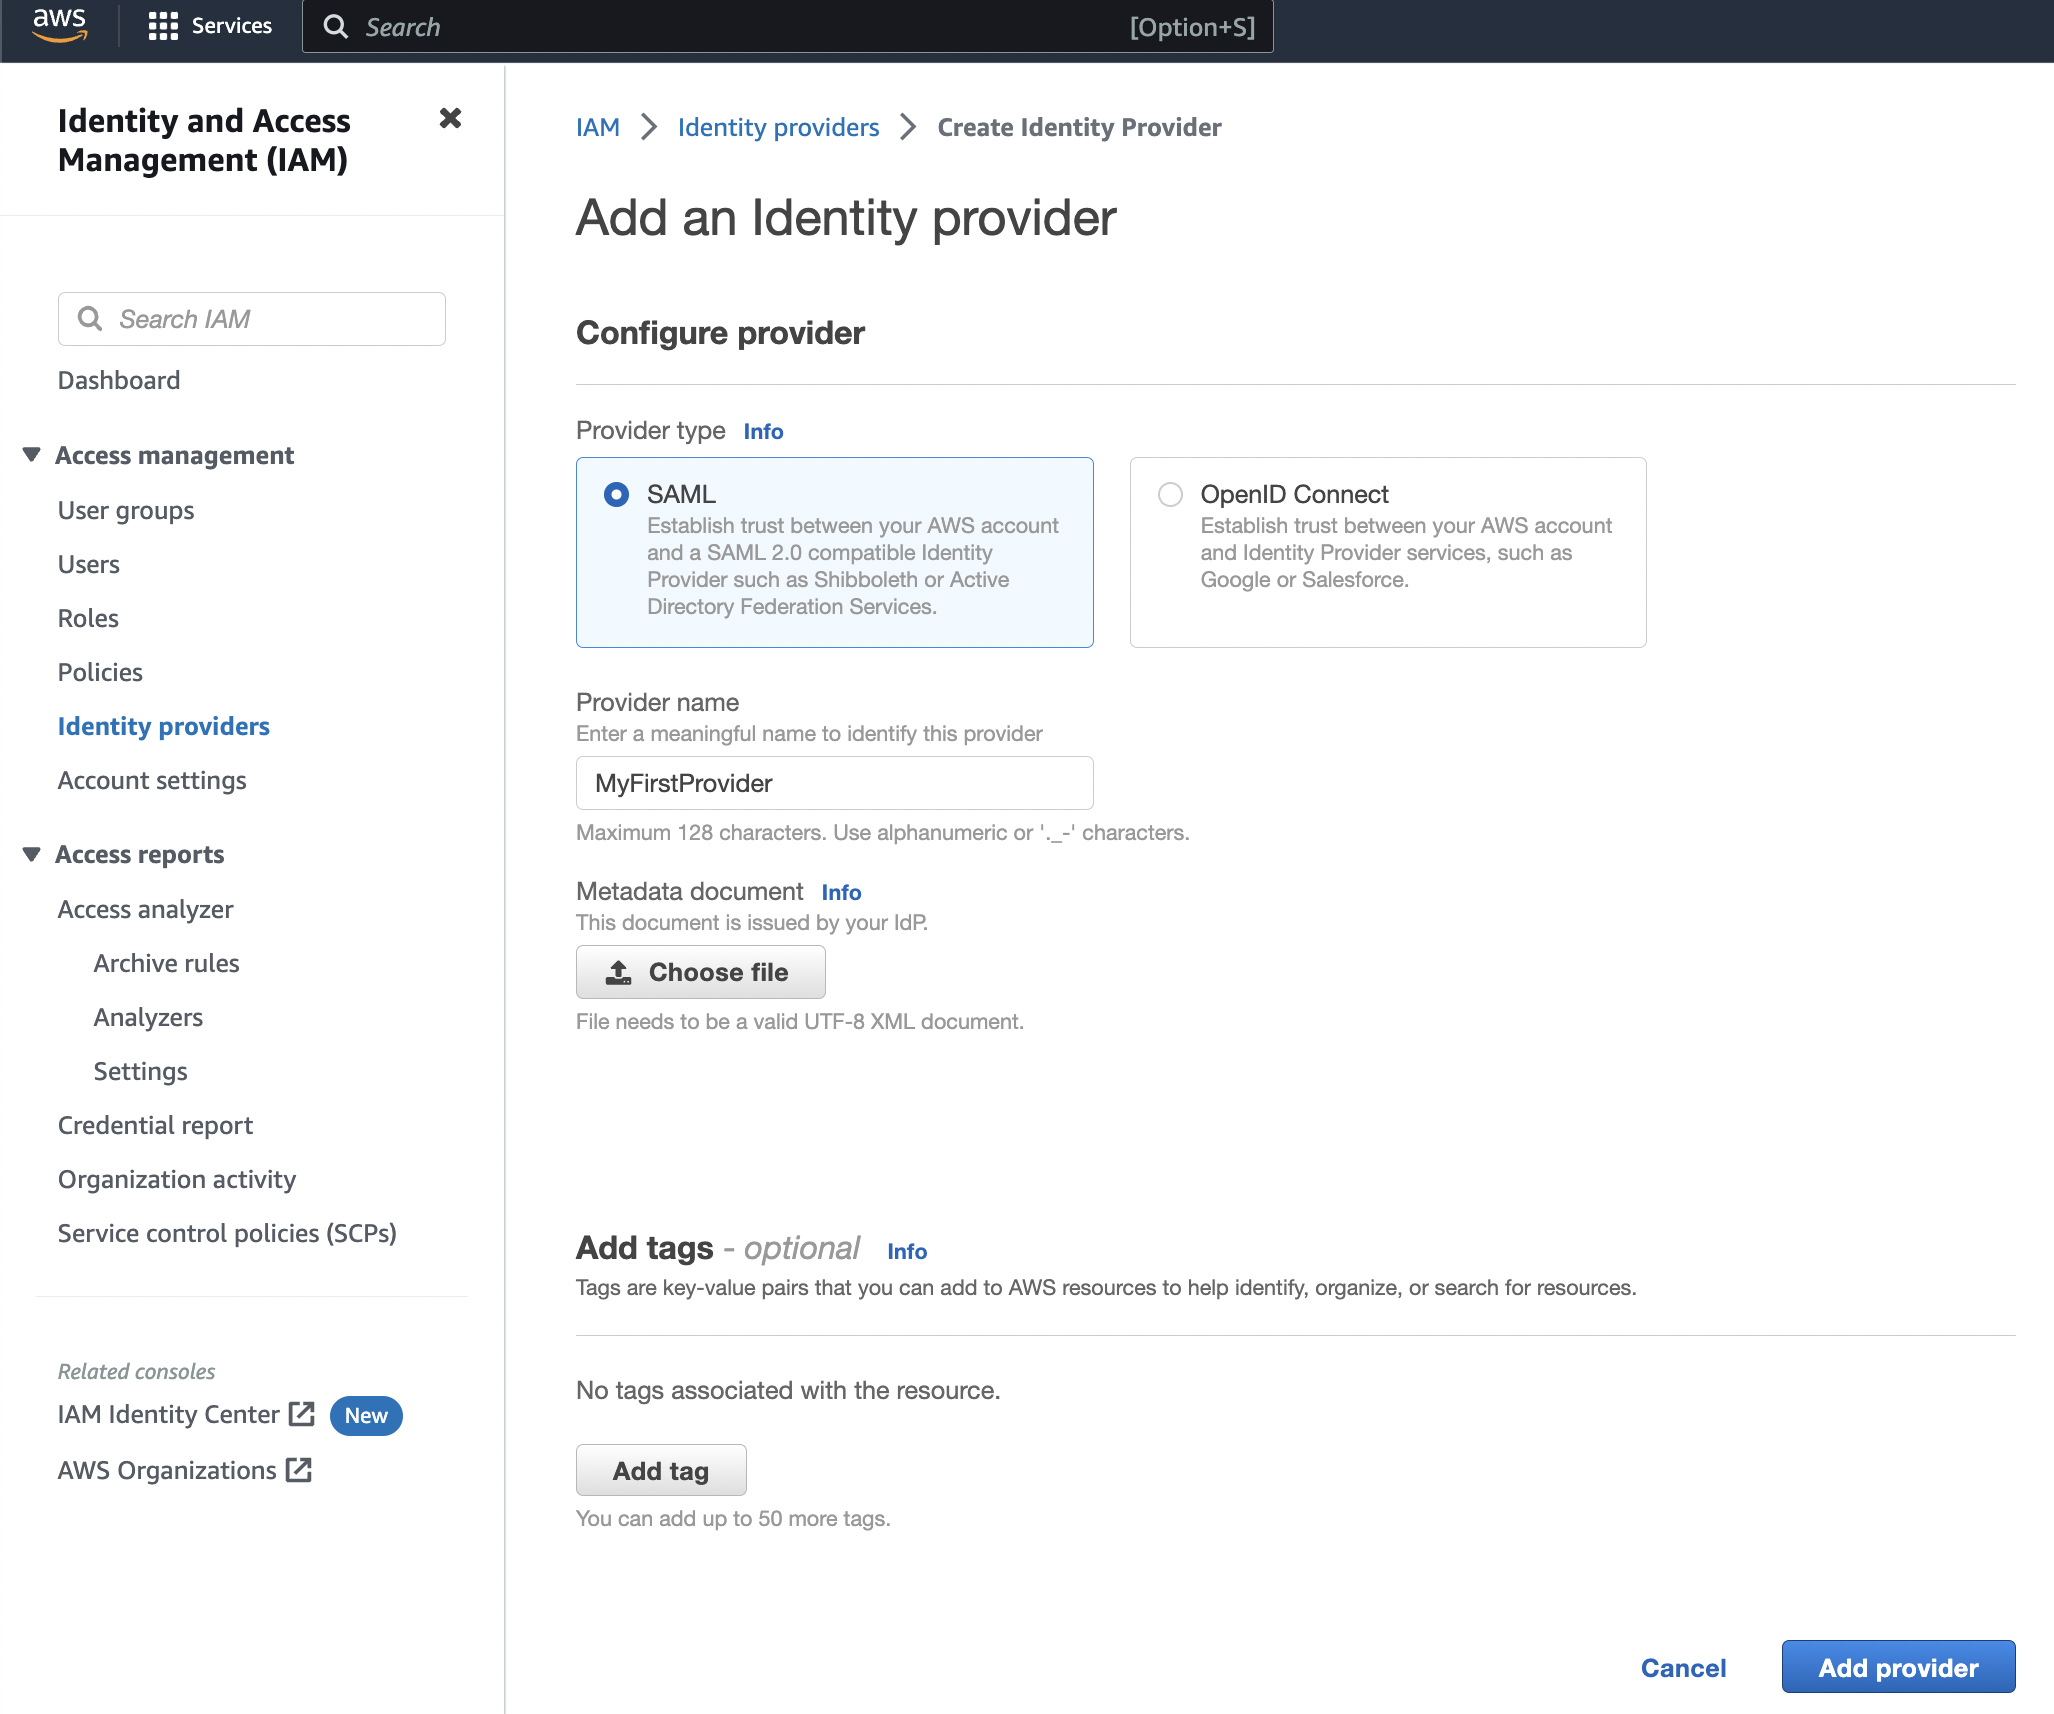 aws
Services
Search
[Option+S]
Identity and Access
Management (IAM)
Search IAM
Dashboard
Access management
User groups
Users
Roles
Policies
Identity providers
Account settings
Access reports
Access analyzer
Archive rules
Analyzers
Settings
Credential report
Organization activity
Service control policies (SCPs)
Related consoles
IAM Identity Center
New
AWS Organizations
IAM
Identity providers
Create Identity Provider
Add an Identity provider
Configure provider
Provider type Info
SAML
Establish trust between your AWS account
and a SAML 2.0 compatible Identity
Provider such as Shibboleth or Active
Directory Federation Services.
OpenID Connect
Establish trust between your AWS account
and Identity Provider services, such as
Google or Salesforce.
Provider name
Enter a meaningful name to identify this provider
MyFirstProvider
Maximum 128 characters. Use alphanumeric or '._-' characters.
Metadata document Info
This document is issued by your IdP.
Choose file
File needs to be a valid UTF-8 XML document.
Add tags - optional Info
Tags are key-value pairs that you can add to AWS resources to help identify, organize, or search for resources.
No tags associated with the resource.
Add tag
You can add up to 50 more tags.
Cancel
Add provider